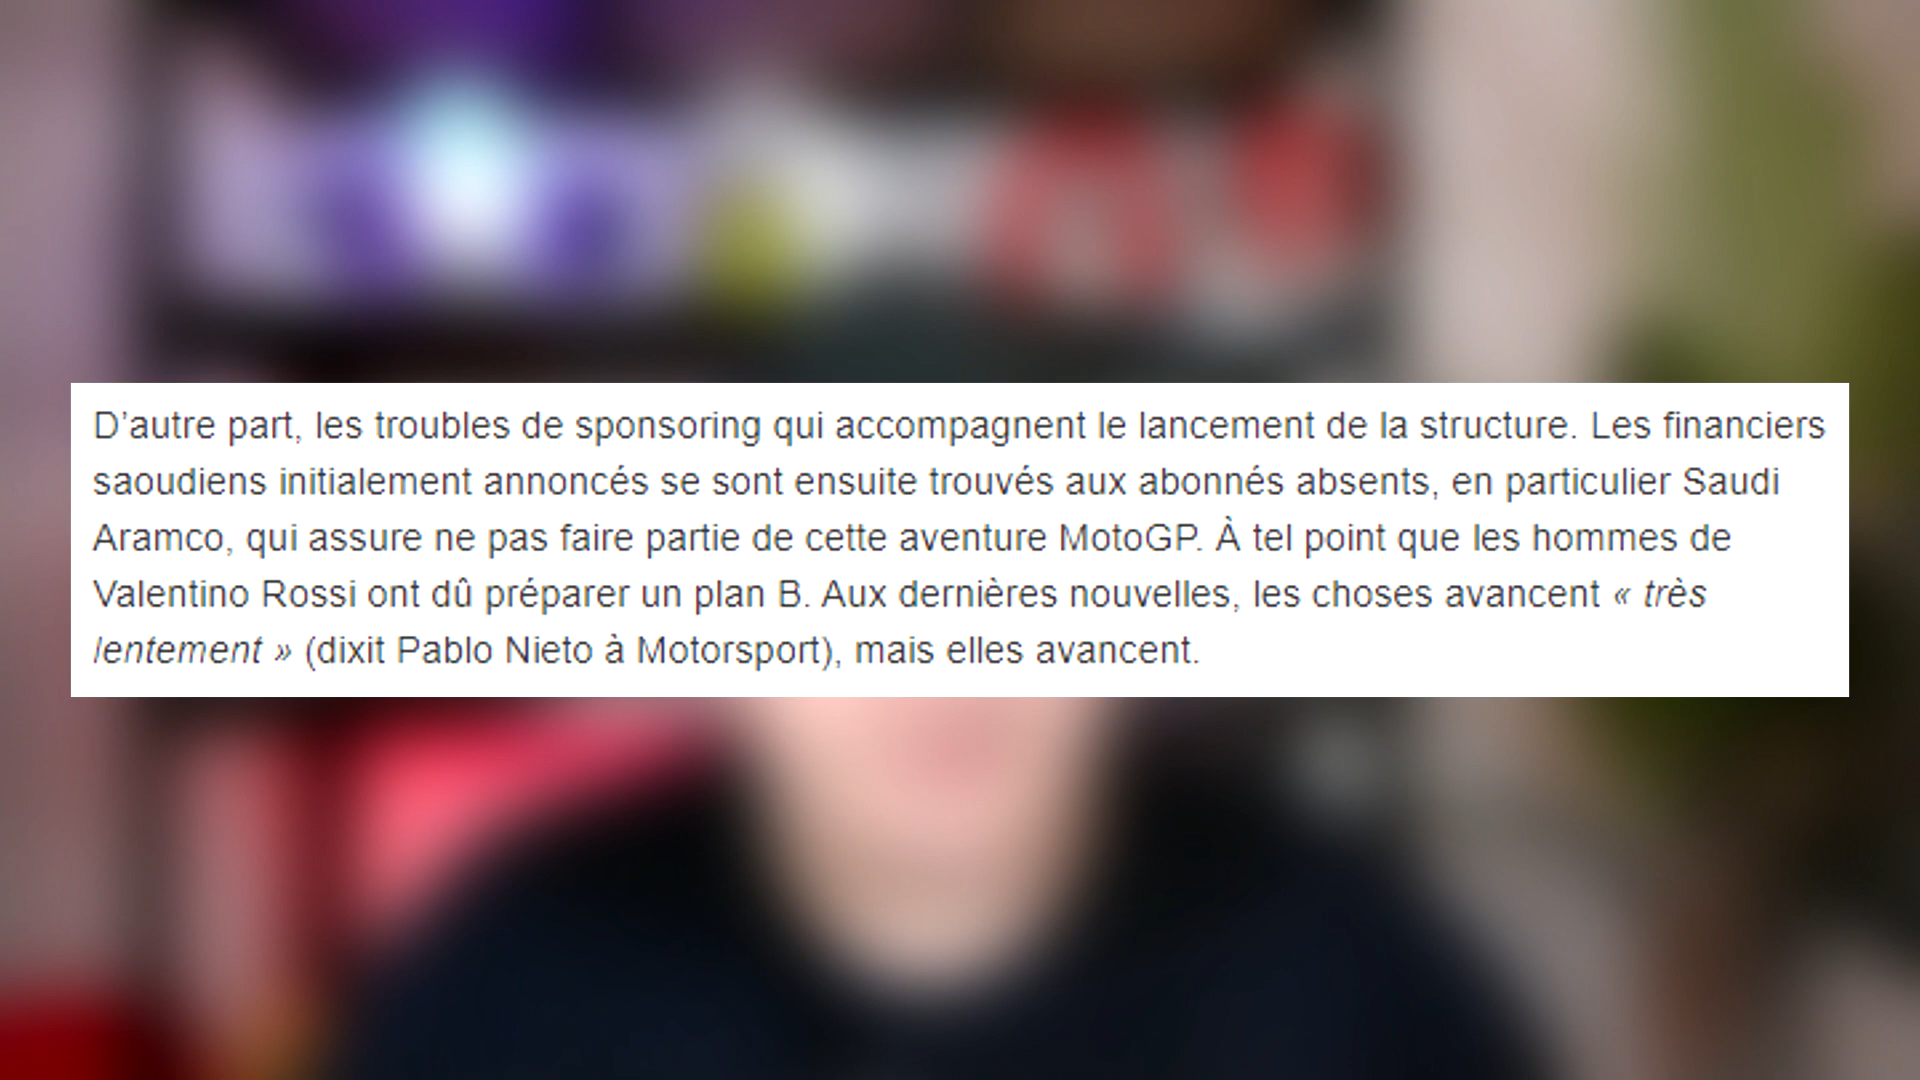 D'autre part, les troubles de sponsoring qui accompagnent le lancement de la structure. Les financiers
saoudiens initialement annoncés se sont ensuite trouvés aux abonnés absents, en particulier Saudi
Aramco, qui assure ne pas faire partie de cette aventure MotoGP. À tel point que les hommes de
Valentino Rossi ont dû préparer un plan B. Aux dernières nouvelles, les choses avancent « très
lentement » (dixit Pablo Nieto à Motorsport), mais elles avancent.